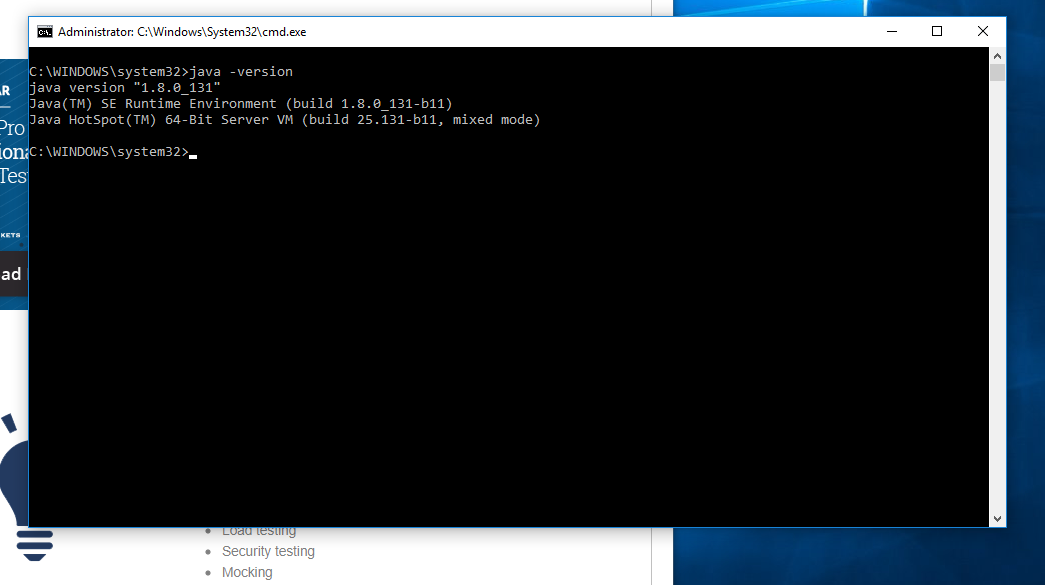 Administrator: C:\Windows\System32\cmd.exe
C:\WINDOWS\system32>java -version
java version "1.8.0_131"
Java(TM) SE Runtime Environment (build 1.8.0_131-b11)
Java HotSpot(TM) 64-Bit Server VM (build 25.131-b11, mixed mode)
C:\WINDOWS\system32>
AR
Pro
iona
Tes
KETS
ad
Load testing
Security testing
Mocking